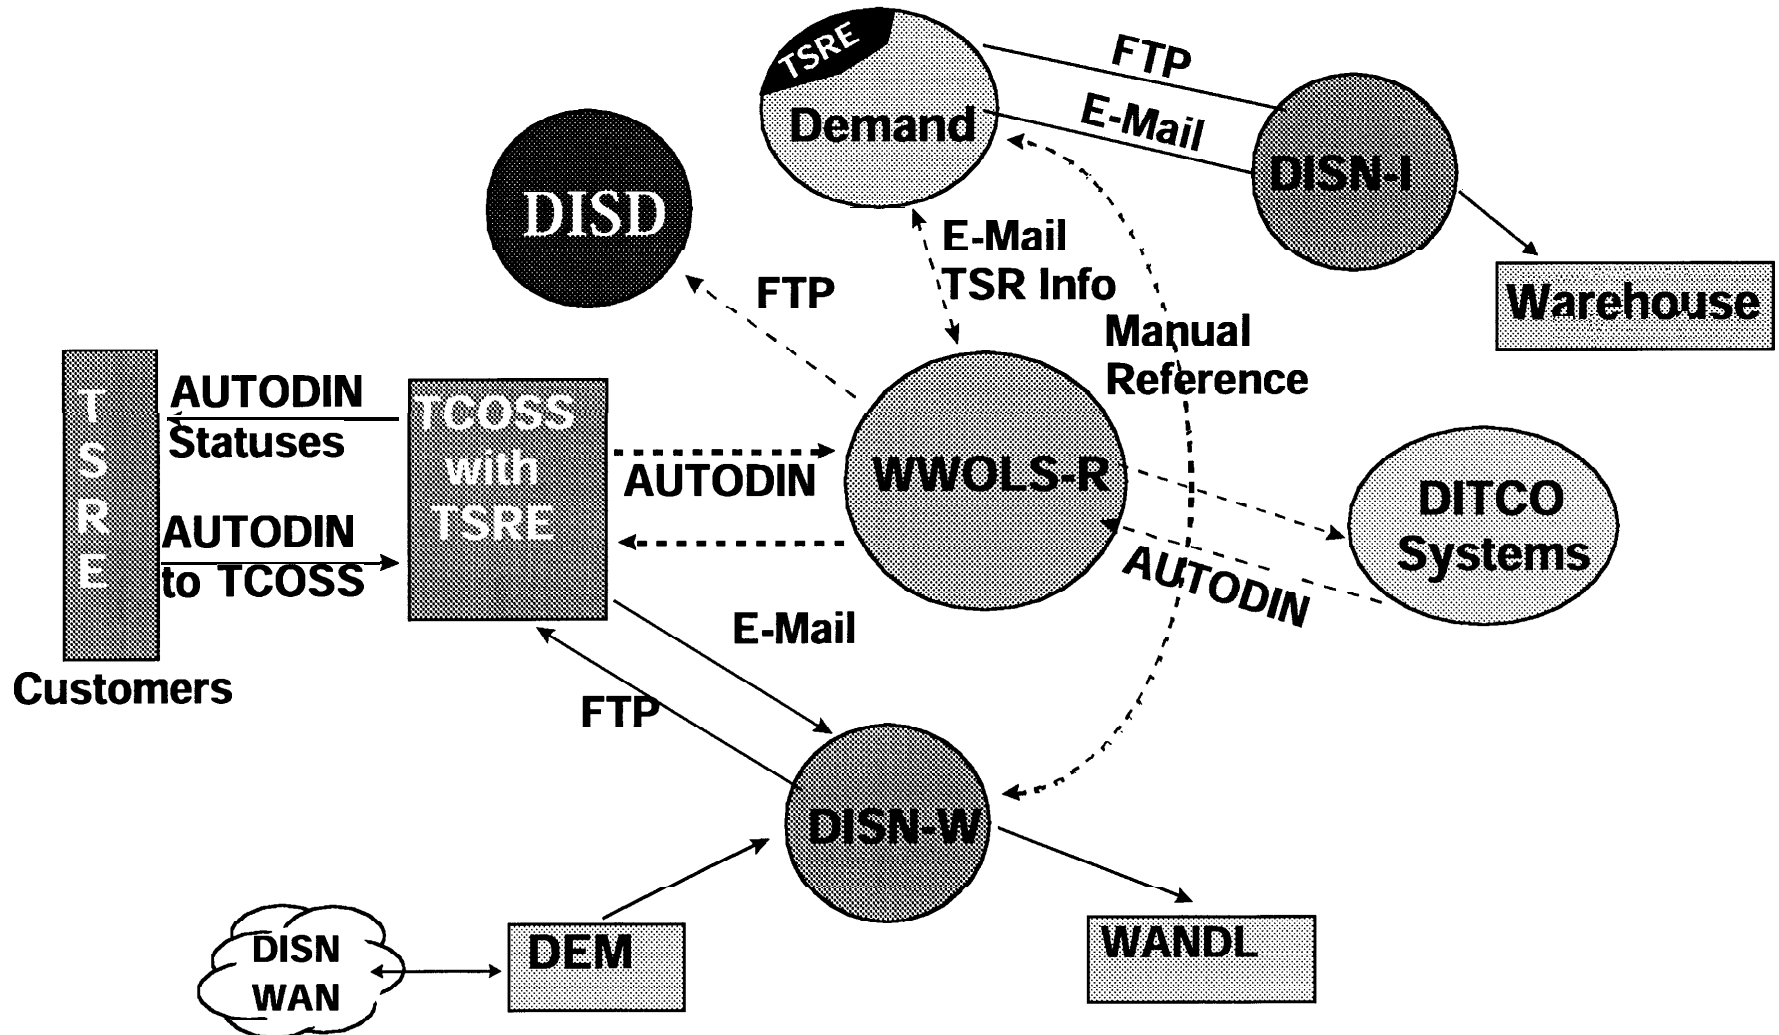 TSRE
Demand
FTP
E-Mail
DISN-I
Warehouse
DISD
E-Mail
TSR Info
FTP
Manual
Reference
T
S
R
E
Customers
AUTODIN
Statuses
AUTODIN
to TCOSS
TCOSS
with
TSRE
AUTODIN
WWOLS-R
DITCO
Systems
AUTODIN
E-Mail
FTP
DISN-W
DISN
WAN
DEM
WANDL